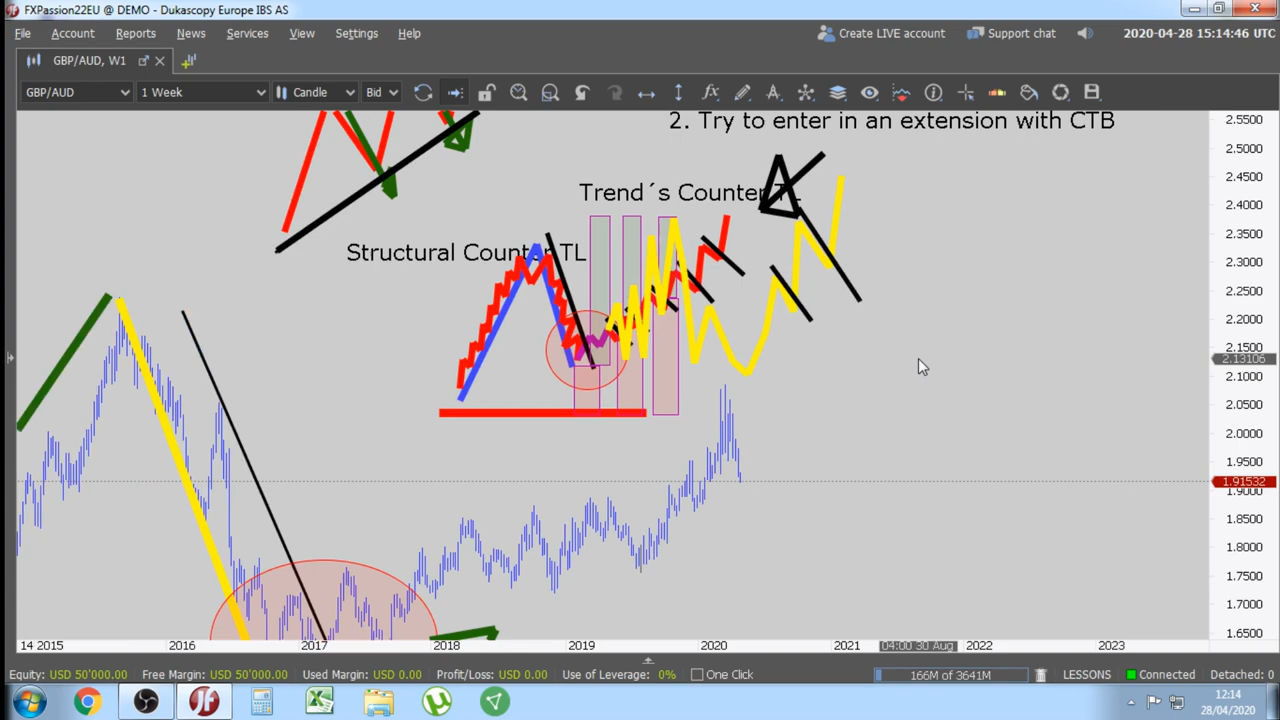 FXPassion22EU @ DEMO - Dukascopy Europe IBS AS
File Account Reports News Services View Settings Help
Create LIVE account Support chat 2020-04-28 15:14:46 UTC
GBP/AUD, W1
GBP/AUD 1 Week Candle Bid
2. Try to enter in an extension with CTB
Trend´s Counter TL
Structural Counter TL
2.5500
2.5000
2.4500
2.4000
2.3500
2.3000
2.2500
2.2000
2.1500
2.13106
2.1000
2.0500
2.0000
1.9500
1.91532
1.9000
1.8500
1.8000
1.7500
1.7000
1.6500
14 2015 2016 2017 2018 2019 2020 2021 04:00 30 Aug 2022 2023
Equity: USD 50'000.00 Free Margin: USD 50'000.00 Used Margin: USD 0.00 Profit/Loss: USD 0.00 Use of Leverage: 0% One Click 166M of 3641M LESSONS Connected Detached: 0
12:14
28/04/2020